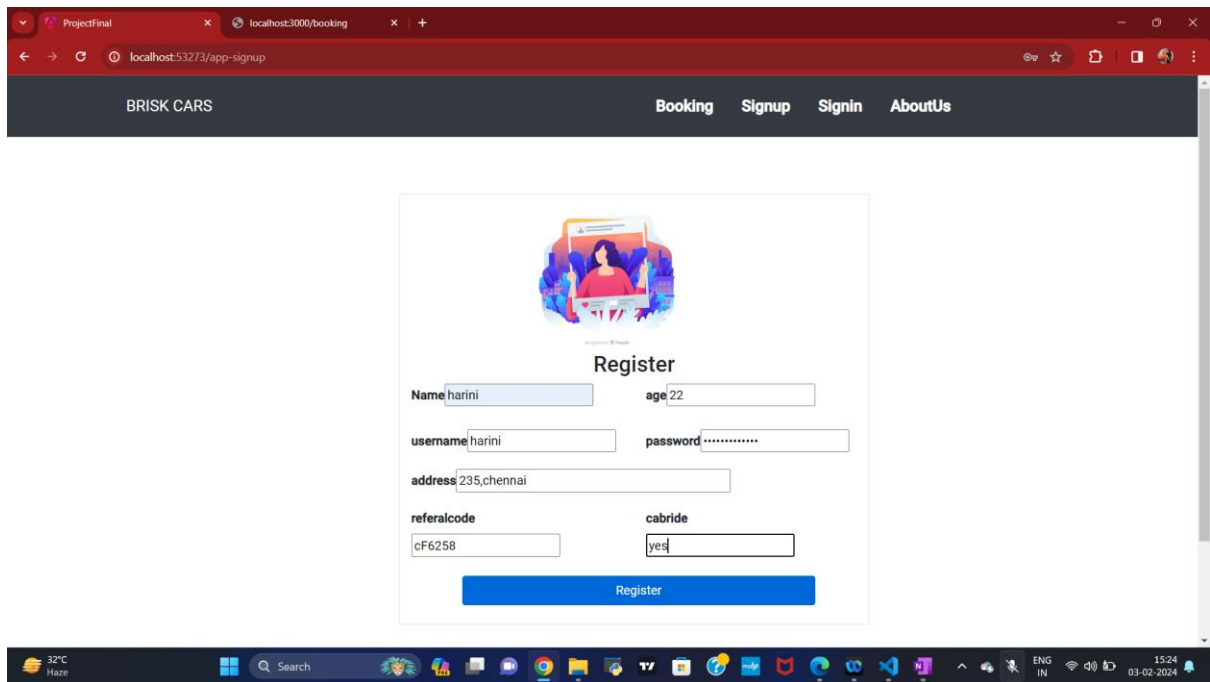 ProjectFinal
localhost:3000/booking
localhost:53273/app-signup
BRISK CARS
Booking Signup Signin AboutUs
Register
Name harini age 22
username harini password •••••••••••••
address 235,chennai
referalcode cabride
cF6258 yes
Register
32°C
Haze
Search
ENG
IN
15:24
03-02-2024